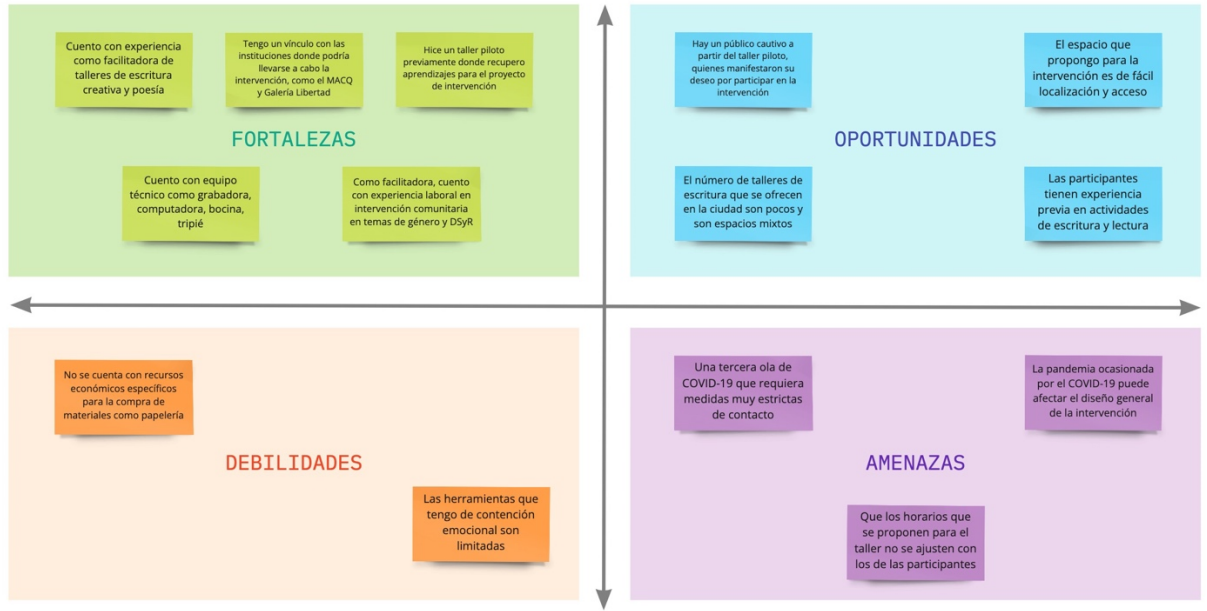 Cuento con experiencia
como facilitadora de
talleres de escritura
creativa y poesía
Tengo un vínculo con las
instituciones donde podría
llevarse a cabo la
intervención, como el MACQ
y Galería Libertad
Hice un taller piloto
previamente donde recupero
aprendizajes para el proyecto
de intervención
FORTALEZAS
Cuento con equipo
técnico como grabadora,
computadora, bocina,
tripié
Como facilitadora, cuento
con experiencia laboral en
intervención comunitaria
en temas de género y DSyR
Hay un público cautivo a
partir del taller piloto,
quienes manifestaron su
deseo por participar en la
intervención
El espacio que
propongo para la
intervención es de fácil
localización y acceso
OPORTUNIDADES
El número de talleres de
escritura que se ofrecen
en la ciudad son pocos y
son espacios mixtos
Las participantes
tienen experiencia
previa en actividades
de escritura y lectura
No se cuenta con recursos
económicos específicos
para la compra de
materiales como papelería
DEBILIDADES
Las herramientas que
tengo de contención
emocional son
limitadas
Una tercera ola de
COVID-19 que requiera
medidas muy estrictas
de contacto
La pandemia ocasionada
por el COVID-19 puede
afectar el diseño general
de la intervención
AMENAZAS
Que los horarios que
se proponen para el
taller no se ajusten con
los de las participantes